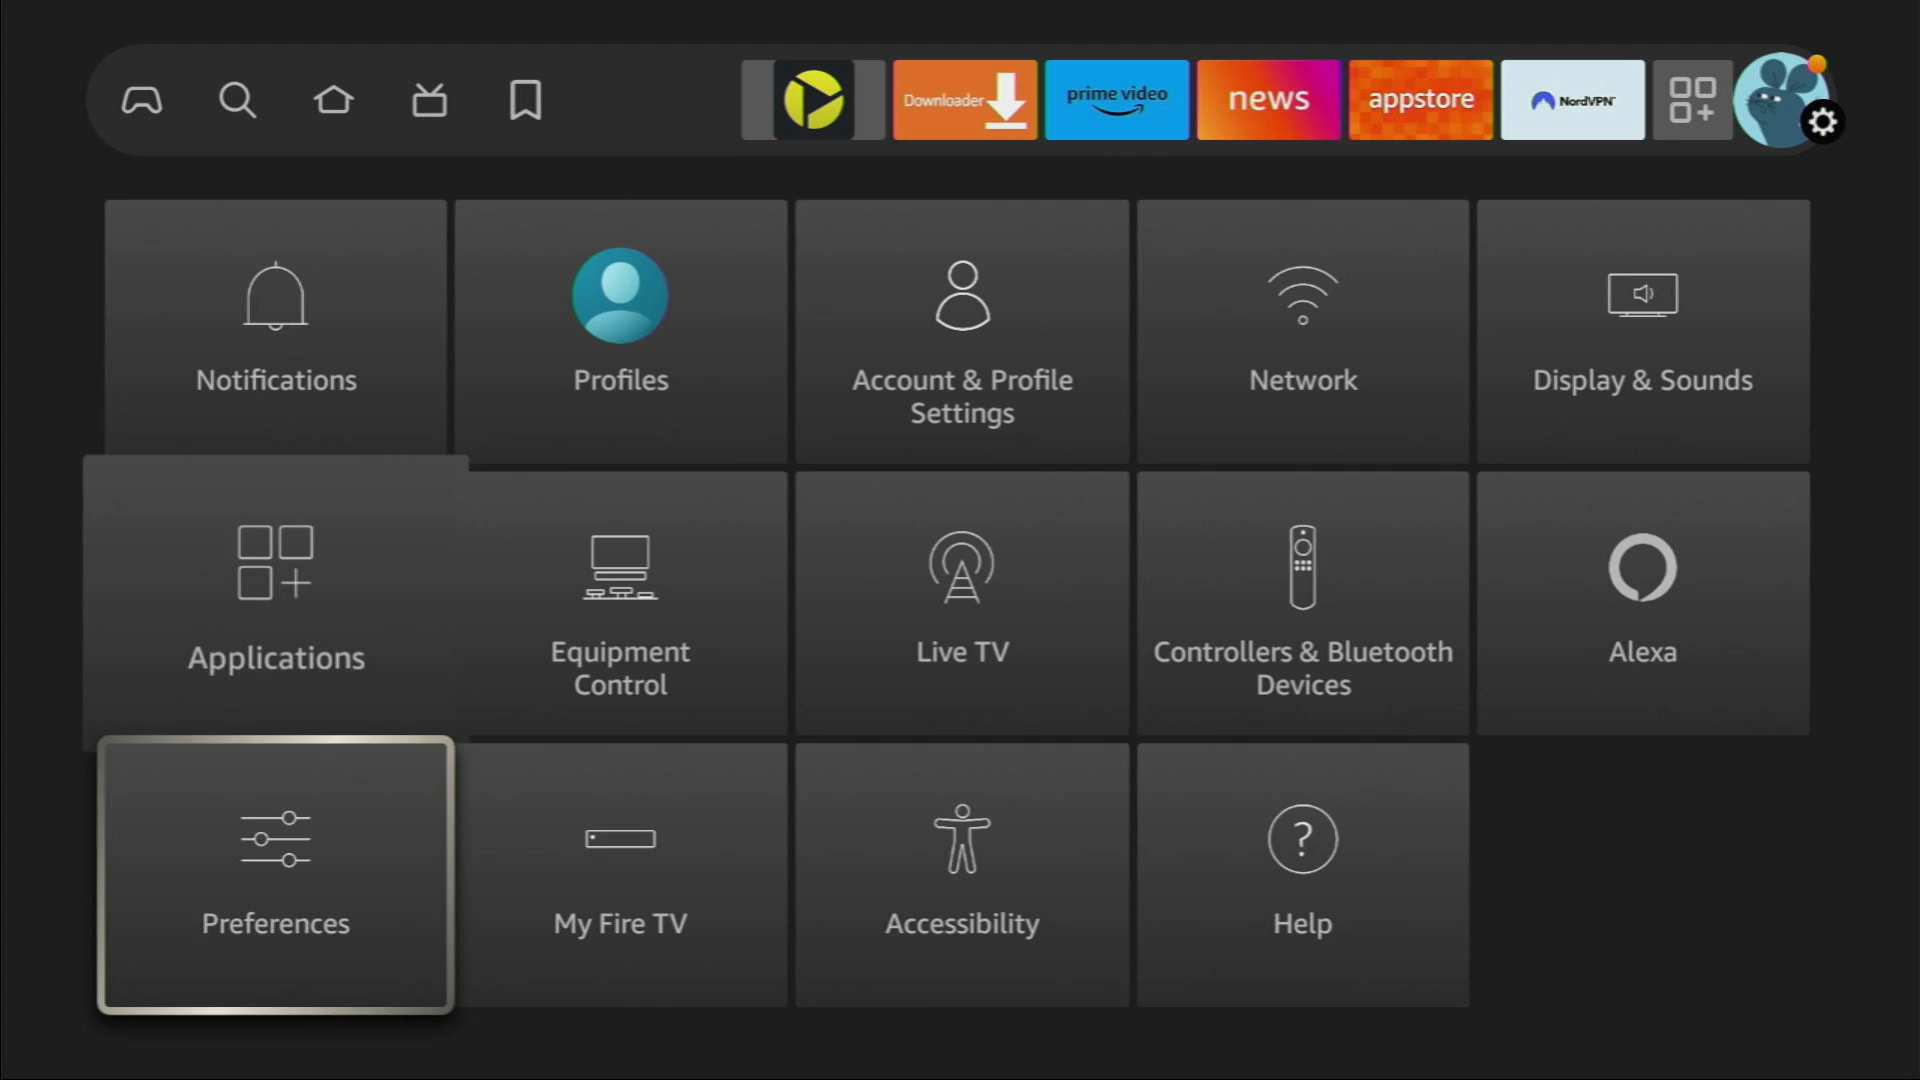 Downloader
prime video
news
appstore
NordVPN
Notifications
Profiles
Account & Profile
Settings
Network
Display & Sounds
Applications
Equipment
Control
Live TV
Controllers & Bluetooth
Devices
Alexa
Preferences
My Fire TV
Accessibility
?
Help